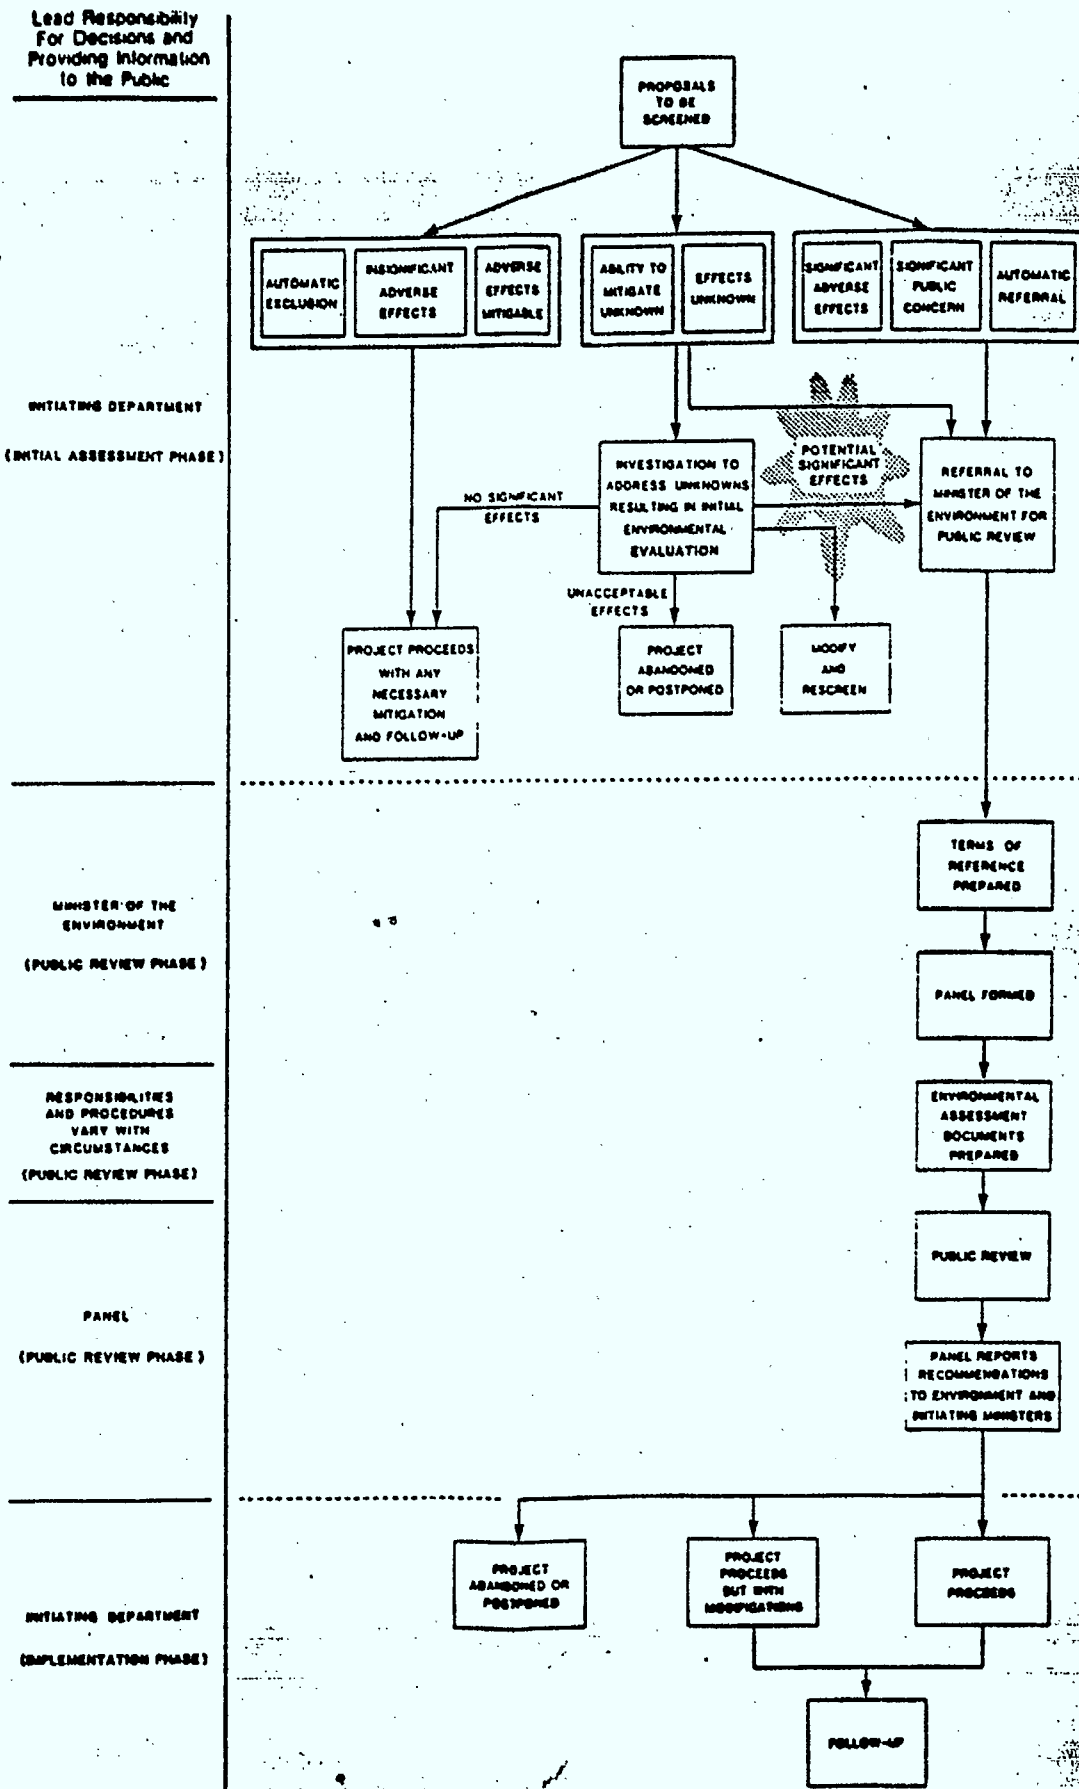 Lead Responsibility
For Decisions and
Providing Information
to the Public
PROPOSALS
TO BE
SCREENED
AUTOMATIC
EXCLUSION
INSIGNIFICANT
ADVERSE
EFFECTS
ADVERSE
EFFECTS
MITIGABLE
ABILITY TO
MITIGATE
UNKNOWN
EFFECTS
UNKNOWN
SIGNIFICANT
ADVERSE
EFFECTS
SIGNIFICANT
PUBLIC
CONCERN
AUTOMATIC
REFERRAL
INITIATING DEPARTMENT
(INITIAL ASSESSMENT PHASE)
NO SIGNIFICANT
EFFECTS
INVESTIGATION TO
ADDRESS UNKNOWNS
RESULTING IN INITIAL
ENVIRONMENTAL
EVALUATION
POTENTIAL
SIGNIFICANT
EFFECTS
REFERRAL TO
MINISTER OF THE
ENVIRONMENT FOR
PUBLIC REVIEW
UNACCEPTABLE
EFFECTS
PROJECT PROCEEDS
WITH ANY
NECESSARY
MITIGATION
AND FOLLOW-UP
PROJECT
ABANDONED
OR POSTPONED
MODIFY
AND
RESCREEN
MINISTER OF THE
ENVIRONMENT
(PUBLIC REVIEW PHASE)
TERMS OF
REFERENCE
PREPARED
PANEL FORMED
RESPONSIBILITIES
AND PROCEDURES
VARY WITH
CIRCUMSTANCES
(PUBLIC REVIEW PHASE)
ENVIRONMENTAL
ASSESSMENT
DOCUMENTS
PREPARED
PANEL
(PUBLIC REVIEW PHASE)
PUBLIC REVIEW
PANEL REPORTS
RECOMMENDATIONS
TO ENVIRONMENT AND
INITIATING MINISTERS
INITIATING DEPARTMENT
(IMPLEMENTATION PHASE)
PROJECT
ABANDONED OR
POSTPONED
PROJECT
PROCEEDS
BUT WITH
MODIFICATIONS
PROJECT
PROCEEDS
FOLLOW-UP